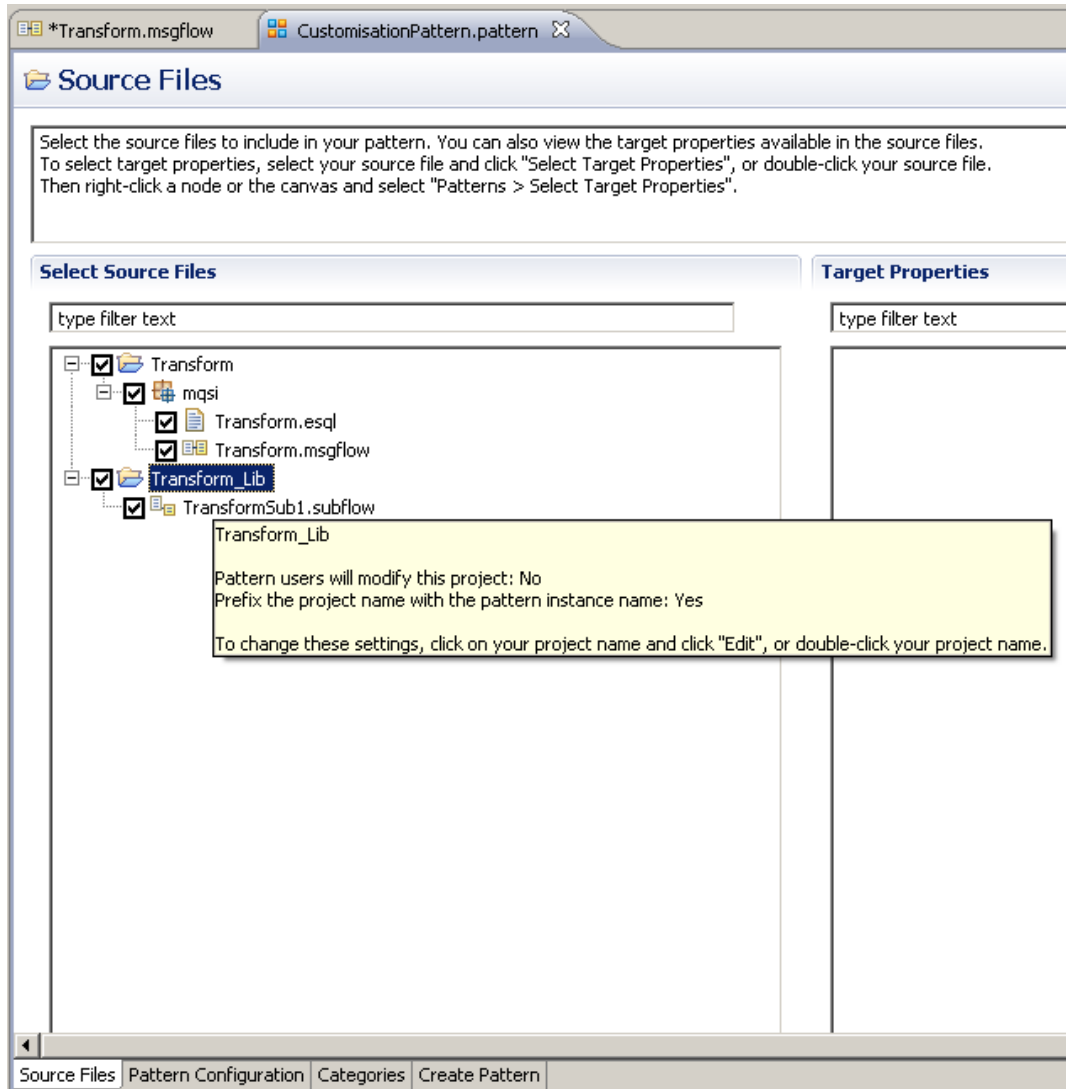 *Transform.msgflow
CustomisationPattern.pattern
Source Files
Select the source files to include in your pattern. You can also view the target properties available in the source files.
To select target properties, select your source file and click "Select Target Properties", or double-click your source file.
Then right-click a node or the canvas and select "Patterns > Select Target Properties".
Select Source Files
Target Properties
type filter text
type filter text
Transform
mqsi
Transform.esql
Transform.msgflow
Transform_Lib
TransformSub1.subflow
Transform_Lib
Pattern users will modify this project: No
Prefix the project name with the pattern instance name: Yes
To change these settings, click on your project name and click "Edit", or double-click your project name.
Source Files
Pattern Configuration
Categories
Create Pattern